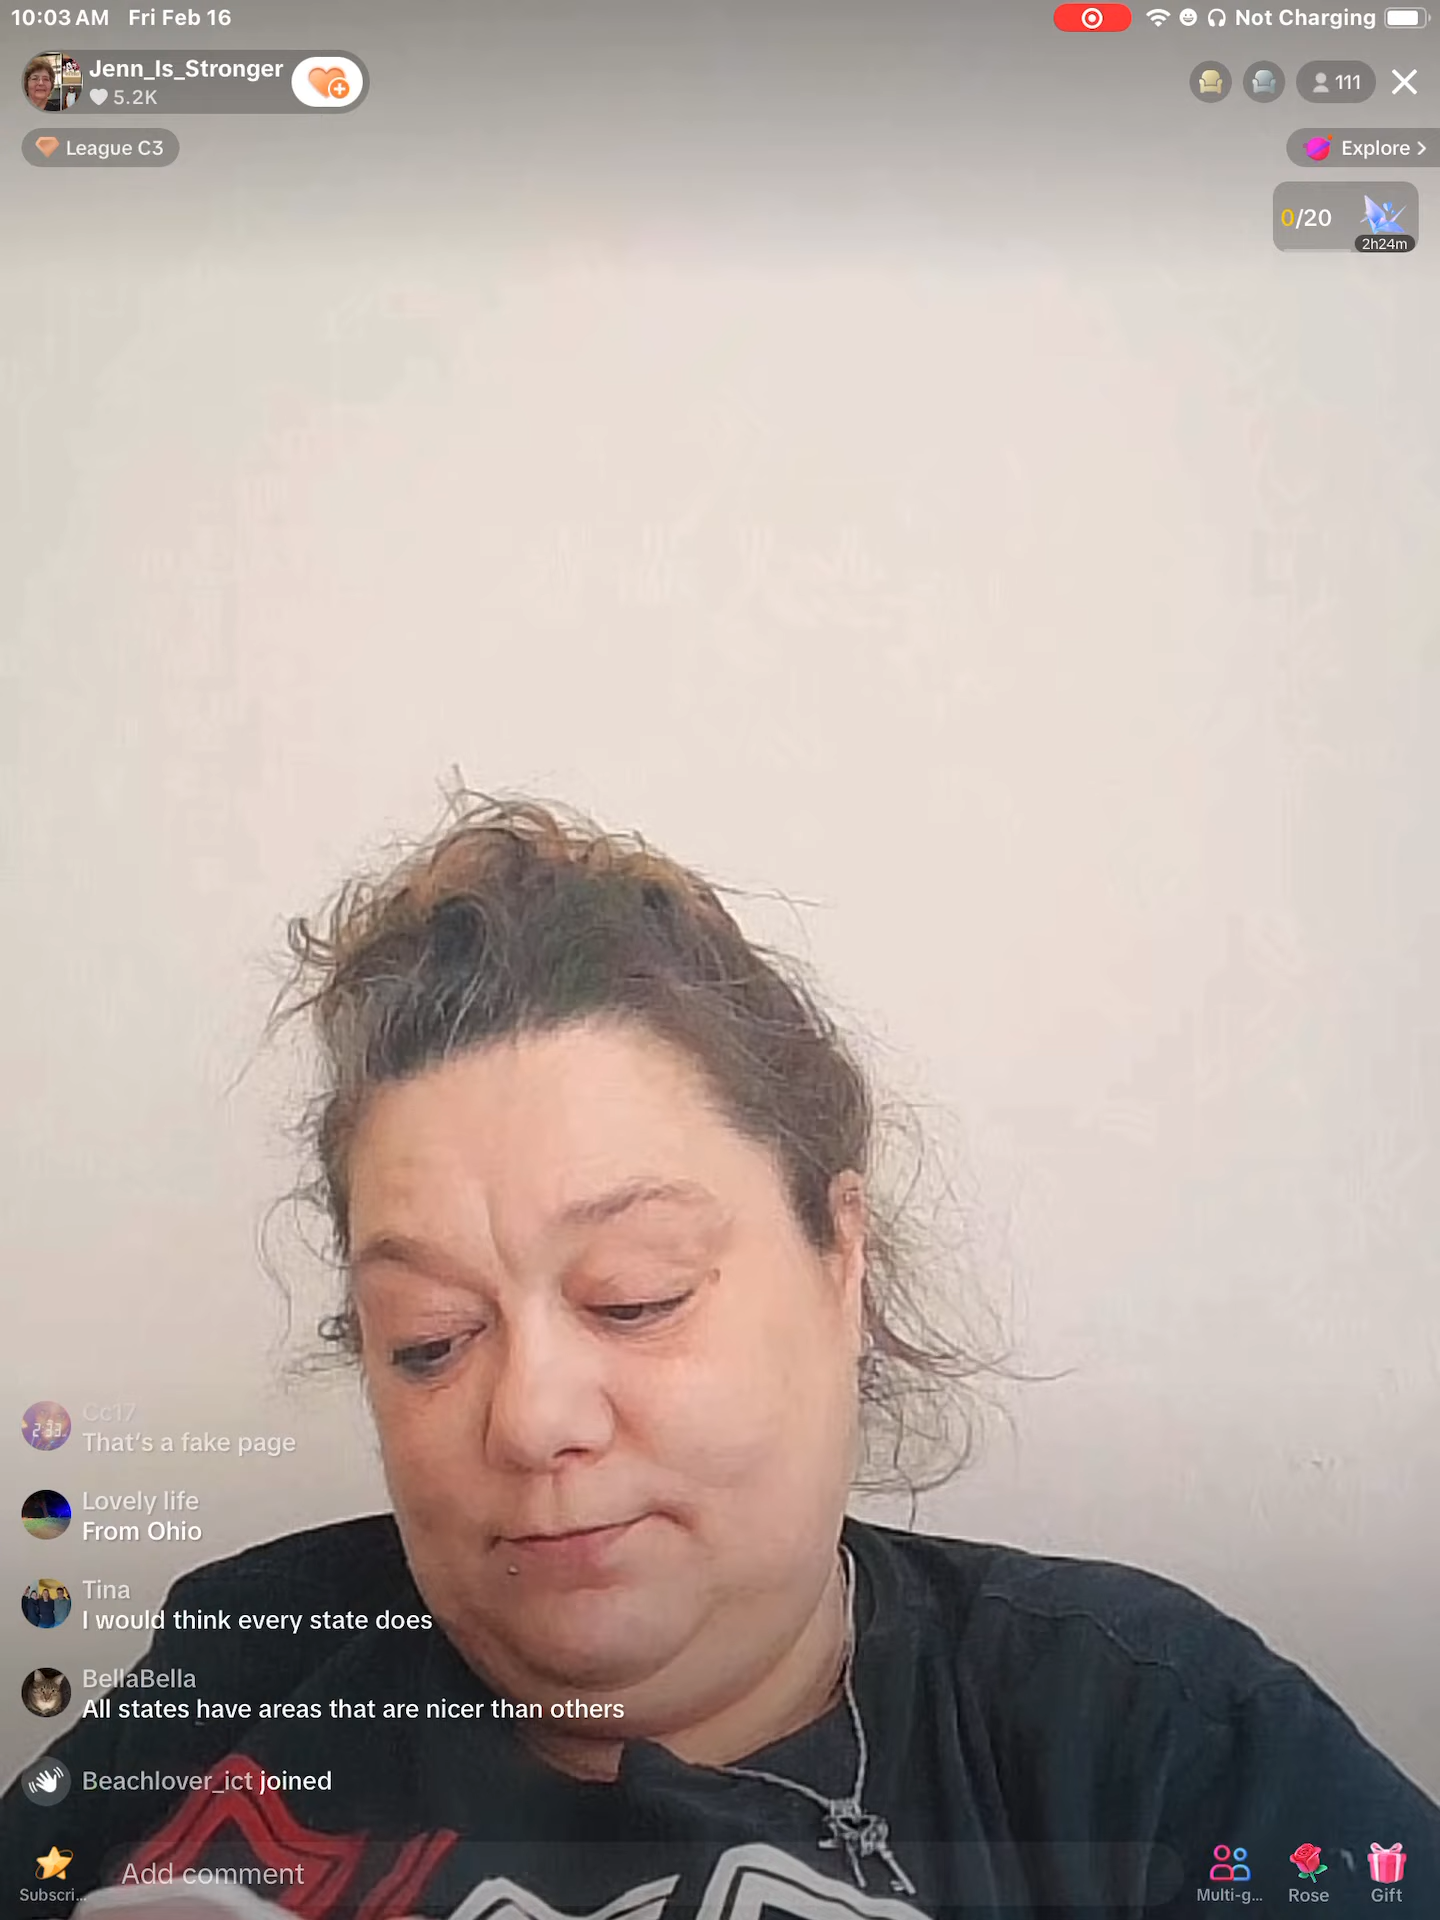 10:03 AM Fri Feb 16
Not Charging
Jenn_Is_Stronger
5.2K
111
League C3
Explore >
0/20
2h24m
Cc17
That's a fake page
Lovely life
From Ohio
Tina
I would think every state does
BellaBella
All states have areas that are nicer than others
Beachlover_ict joined
Add comment
Subscri...
Multi-g...
Rose
Gift